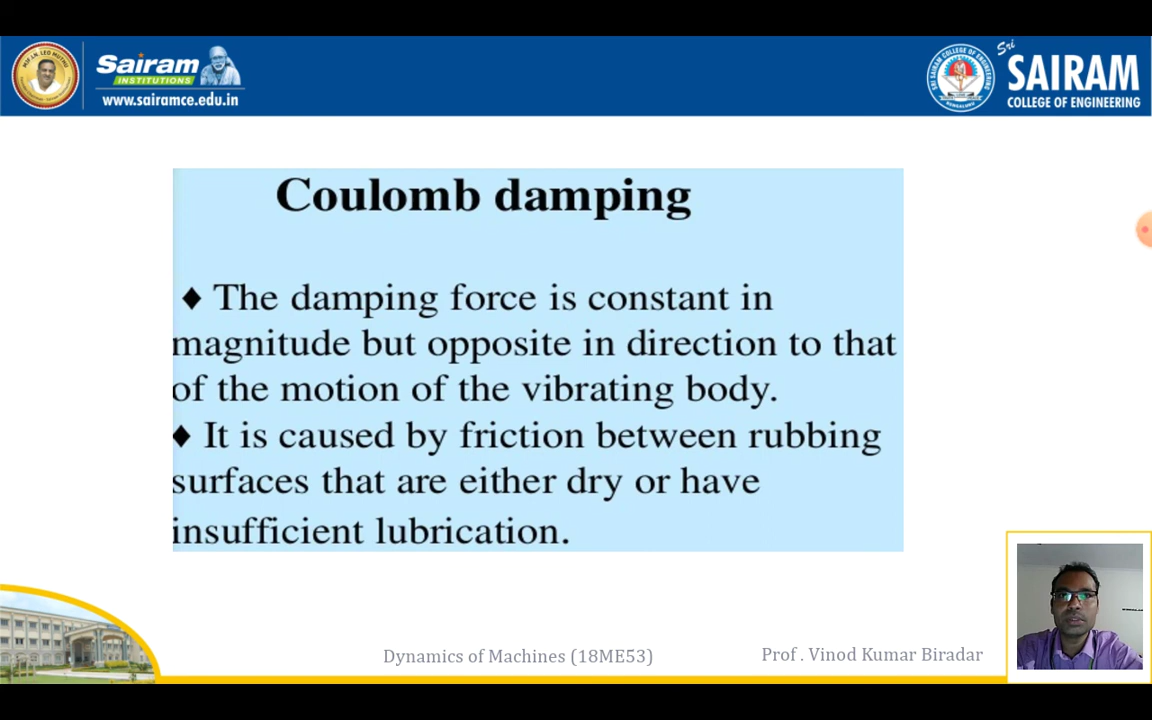 Sairam
INSTITUTIONS
www.sairamce.edu.in
Sri
SAIRAM
COLLEGE OF ENGINEERING
Coulomb damping
♦ The damping force is constant in
magnitude but opposite in direction to that
of the motion of the vibrating body.
♦ It is caused by friction between rubbing
surfaces that are either dry or have
insufficient lubrication.
Dynamics of Machines (18ME53)
Prof . Vinod Kumar Biradar